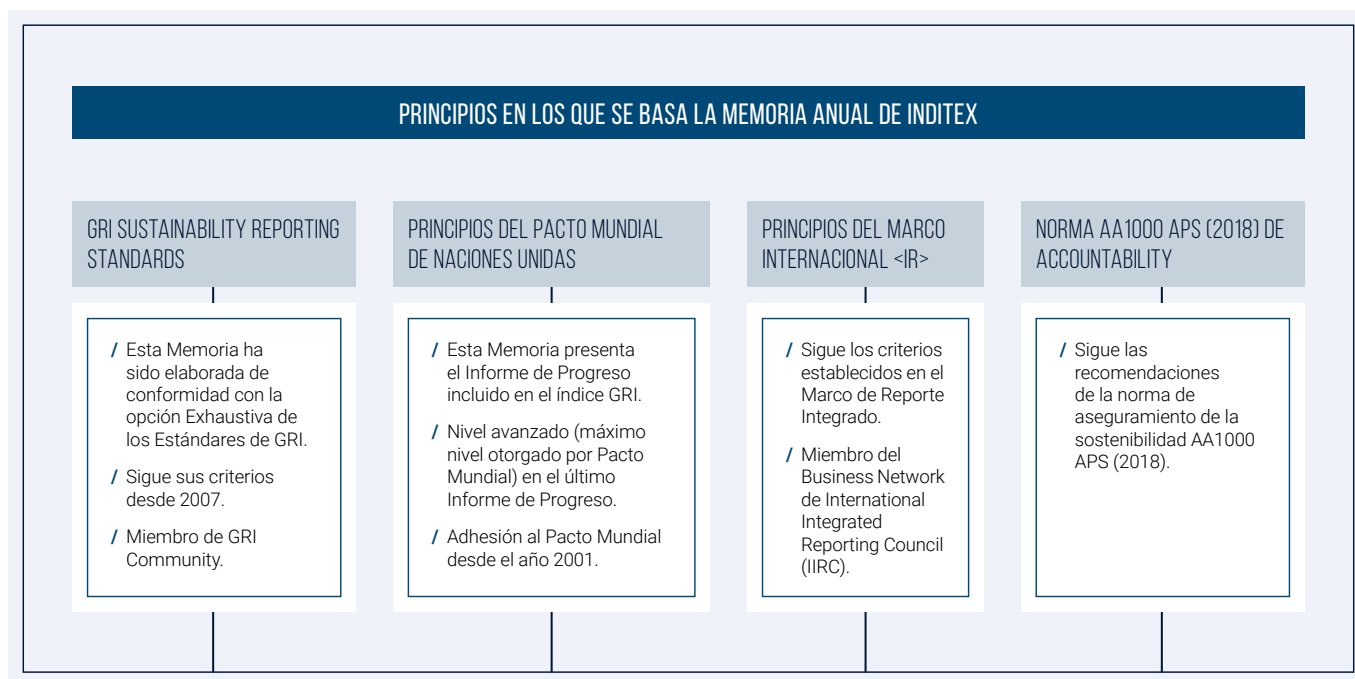 PRINCIPIOS EN LOS QUE SE BASA LA MEMORIA ANUAL DE INDITEX
GRI SUSTAINABILITY REPORTING
STANDARDS
/ Esta Memoria ha
sido elaborada de
conformidad con la
opción Exhaustiva de
los Estándares de GRI.
/ Sigue sus criterios
desde 2007.
/ Miembro de GRI
Community.
PRINCIPIOS DEL PACTO MUNDIAL
DE NACIONES UNIDAS
/ Esta Memoria presenta
el Informe de Progreso
incluido en el índice GRI.
/ Nivel avanzado (máximo
nivel otorgado por Pacto
Mundial) en el último
Informe de Progreso.
/ Adhesión al Pacto Mundial
desde el año 2001.
PRINCIPIOS DEL MARCO
INTERNACIONAL <IR>
/ Sigue los criterios
establecidos en el
Marco de Reporte
Integrado.
/ Miembro del
Business Network
de International
Integrated
Reporting Council
(IIRC).
NORMA AA1000 APS (2018) DE
ACCOUNTABILITY
/ Sigue las
recomendaciones
de la norma de
aseguramiento de la
sostenibilidad AA1000
APS (2018).